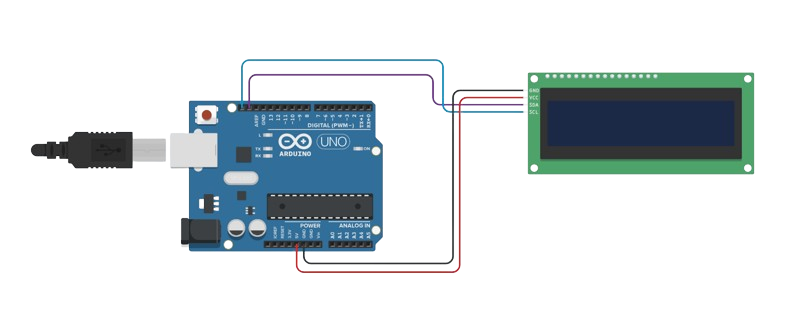 GND
VCC
SDA
SCL
AREF
GND
13
12
~11
~10
~9
8
7
~6
~5
4
~3
2
TX→1
RX←0
DIGITAL (PWM~)
L
TX
RX
ARDUINO
UNO
ON
POWER
ANALOG IN
IOREF
RESET
3.3V
5V
GND
GND
Vin
A0
A1
A2
A3
A4
A5